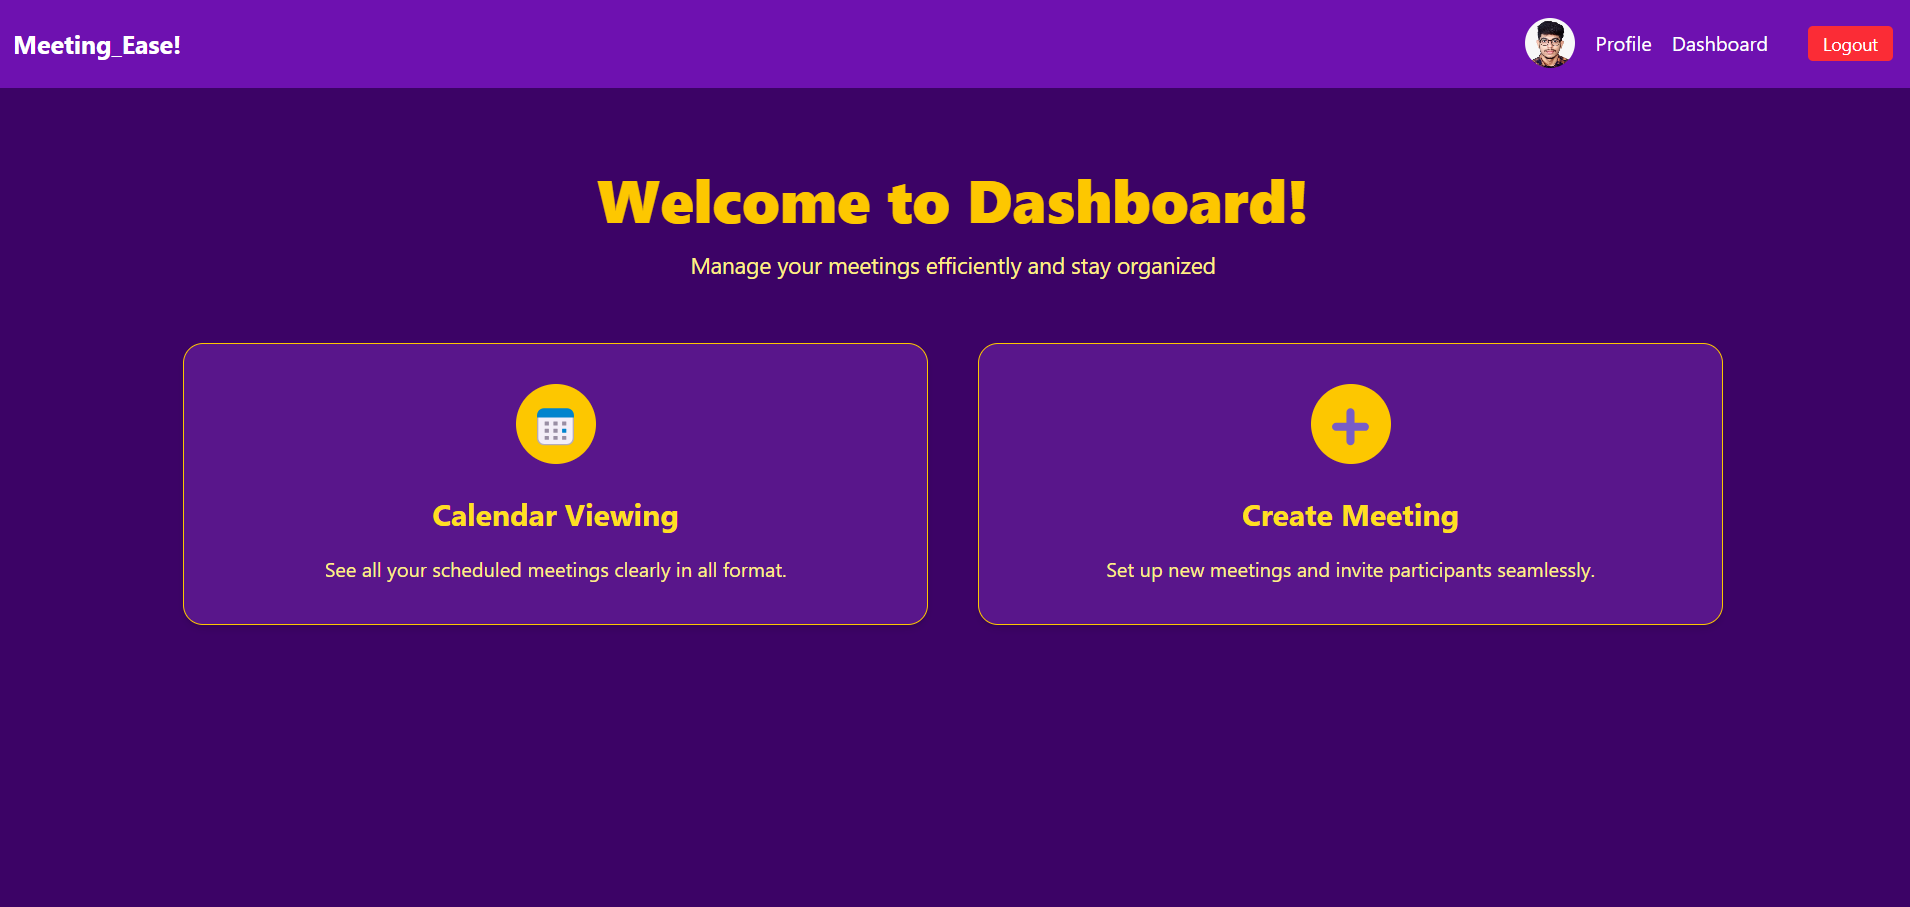 Meeting_Ease!
Profile
Dashboard
Logout
Welcome to Dashboard!
Manage your meetings efficiently and stay organized
Calendar Viewing
See all your scheduled meetings clearly in all format.
Create Meeting
Set up new meetings and invite participants seamlessly.